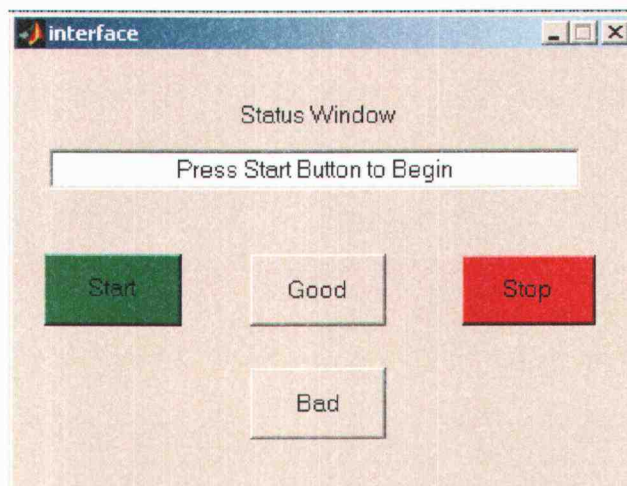 interface
Status Window
Press Start Button to Begin
Start Good Stop
Bad